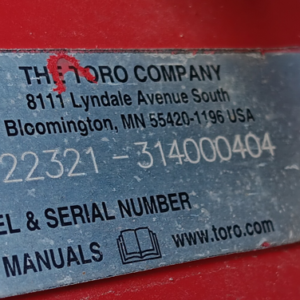 THE TORO COMPANY
8111 Lyndale Avenue South
Bloomington, MN 55420-1196 USA
22321 - 314000404
EL & SERIAL NUMBER
MANUALS www.toro.com